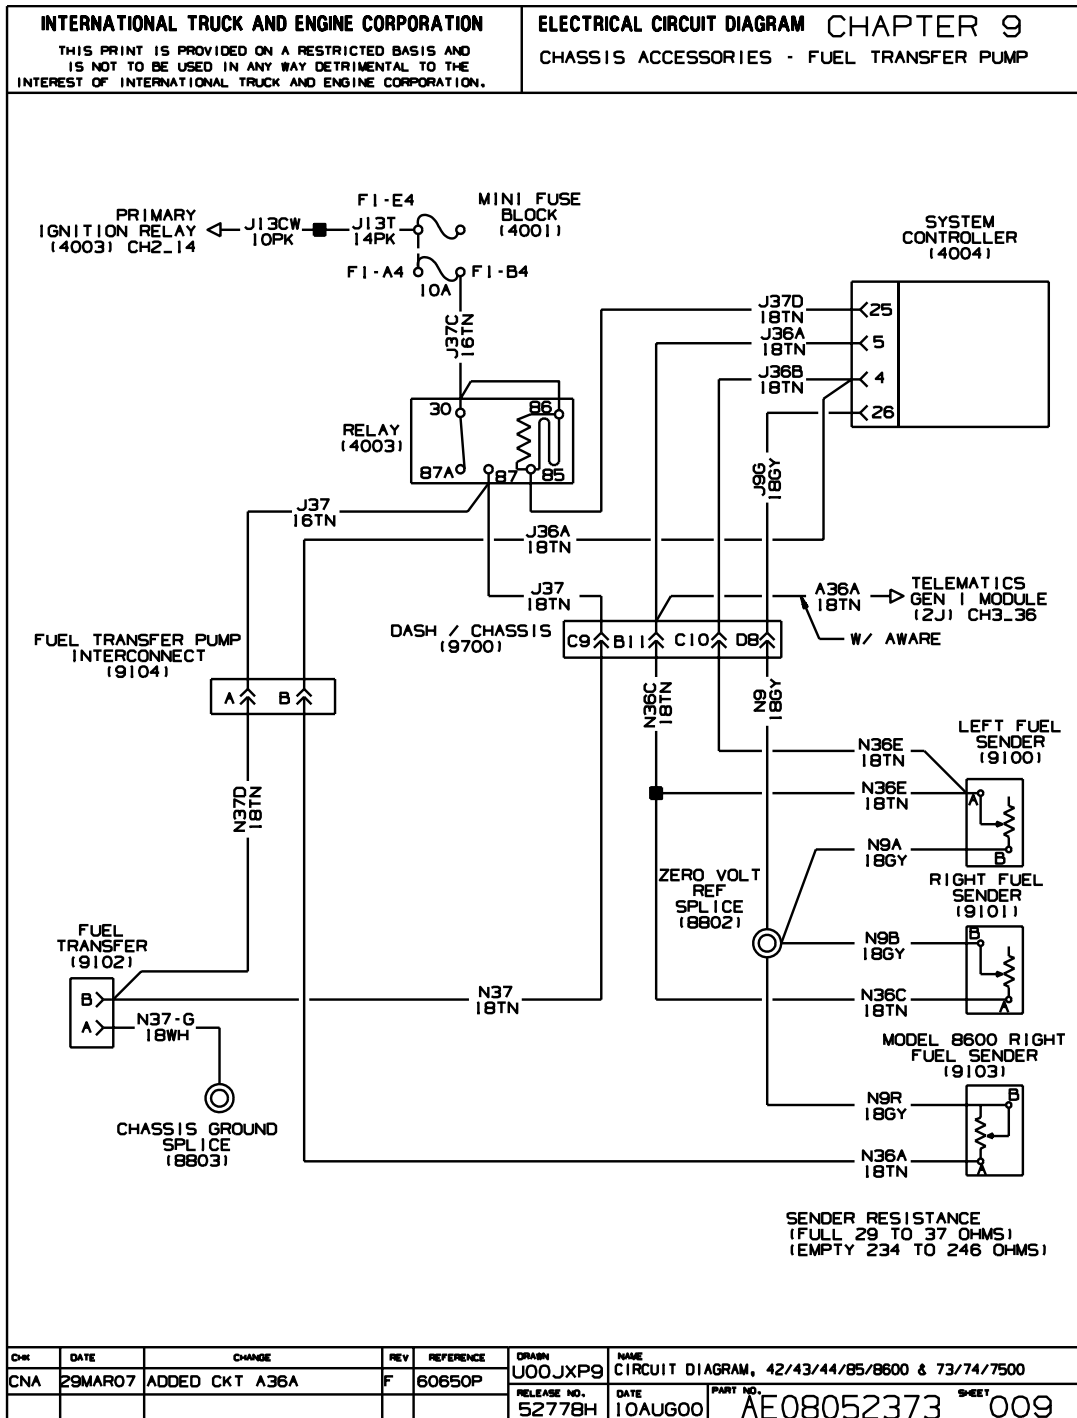 INTERNATIONAL TRUCK AND ENGINE CORPORATION
THIS PRINT IS PROVIDED ON A RESTRICTED BASIS AND
IS NOT TO BE USED IN ANY WAY DETRIMENTAL TO THE
INTEREST OF INTERNATIONAL TRUCK AND ENGINE CORPORATION.
ELECTRICAL CIRCUIT DIAGRAM CHAPTER 9
CHASSIS ACCESSORIES - FUEL TRANSFER PUMP
PRIMARY
IGNITION RELAY
(4003) CH2_14
J13CW
10PK
J13T
14PK
F1-E4
MINI FUSE
BLOCK
(4001)
F1-A4
F1-B4
10A
J37C
16TN
SYSTEM
CONTROLLER
(4004)
J37D
18TN
25
J36A
18TN
5
J36B
18TN
4
26
J9G
18GY
RELAY
(4003)
30
86
87A
87
85
J37
16TN
J36A
18TN
J37
18TN
A36A
18TN
TELEMATICS
GEN 1 MODULE
(2J) CH3_36
W/ AWARE
DASH / CHASSIS
(9700)
C9
B11
C10
D8
FUEL TRANSFER PUMP
INTERCONNECT
(9104)
A
B
N36C
18TN
N9
18GY
N37D
18TN
LEFT FUEL
SENDER
(9100)
N36E
18TN
N36E
18TN
A
N9A
18GY
B
ZERO VOLT
REF
SPLICE
(8802)
RIGHT FUEL
SENDER
(9101)
N9B
18GY
B
N36C
18TN
A
FUEL
TRANSFER
(9102)
B
A
N37
18TN
N37-G
18WH
CHASSIS GROUND
SPLICE
(8803)
MODEL 8600 RIGHT
FUEL SENDER
(9103)
N9R
18GY
B
N36A
18TN
A
SENDER RESISTANCE
(FULL 29 TO 37 OHMS)
(EMPTY 234 TO 246 OHMS)
CHK DATE CHANGE REV REFERENCE
CNA 29MAR07 ADDED CKT A36A F 60650P
DRAWN
U00JXP9
NAME
CIRCUIT DIAGRAM, 42/43/44/85/8600 & 73/74/7500
RELEASE NO.
52778H
DATE
10AUG00
PART NO.
AE08052373
SHEET
009